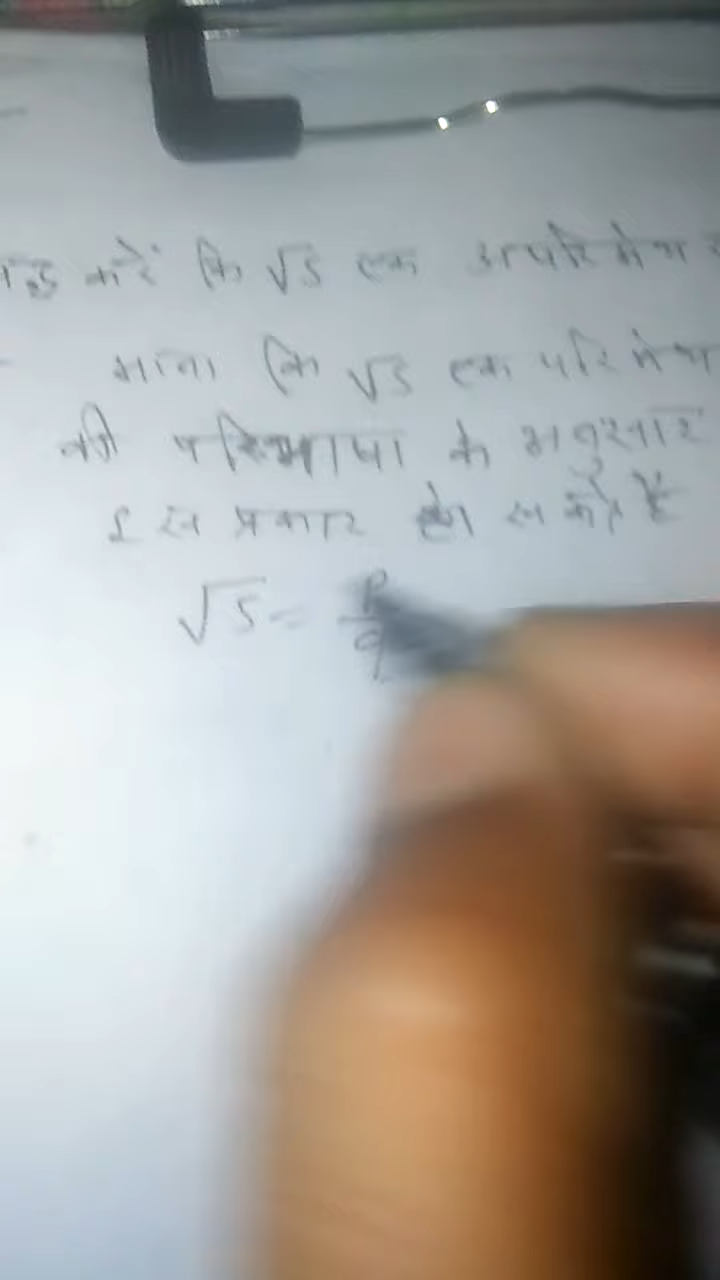 करें कि √5 एक अपरिमेय
माना कि √5 एक परिमेय
की परिभाषा के अनुसार
इस प्रकार हो सकते हैं
√5 = p/q